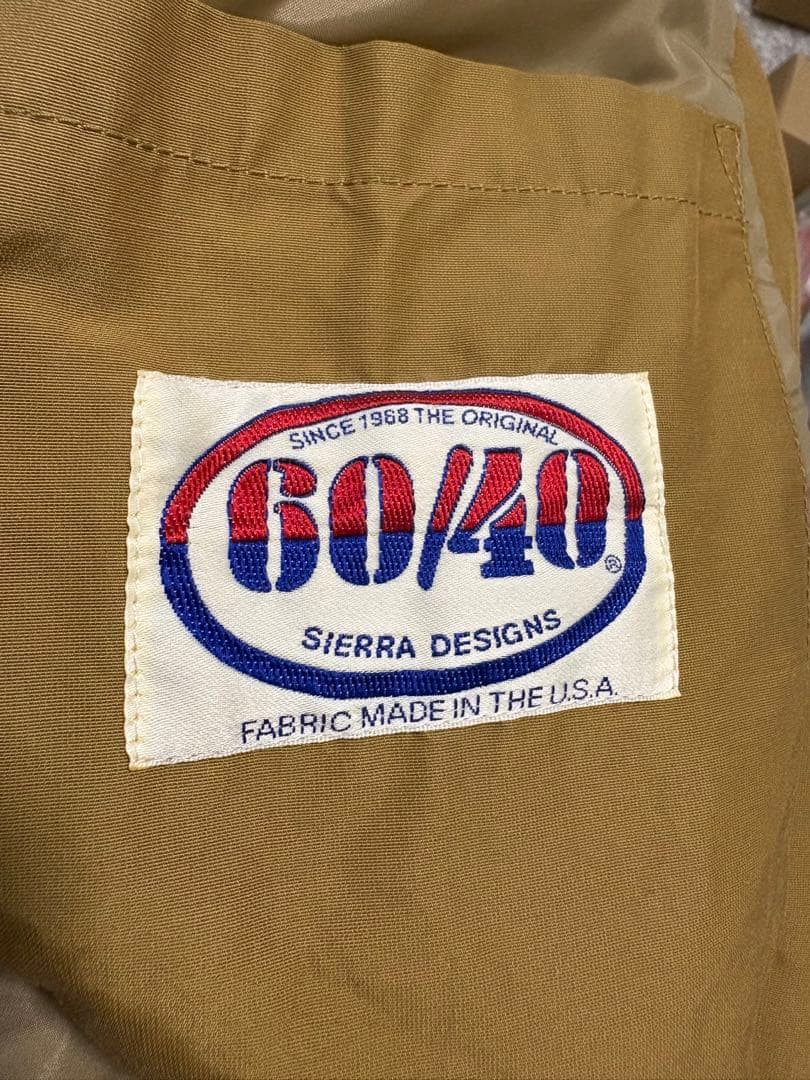 SINCE 1968 THE ORIGINAL
60/40®
SIERRA DESIGNS
FABRIC MADE IN THE U.S.A.